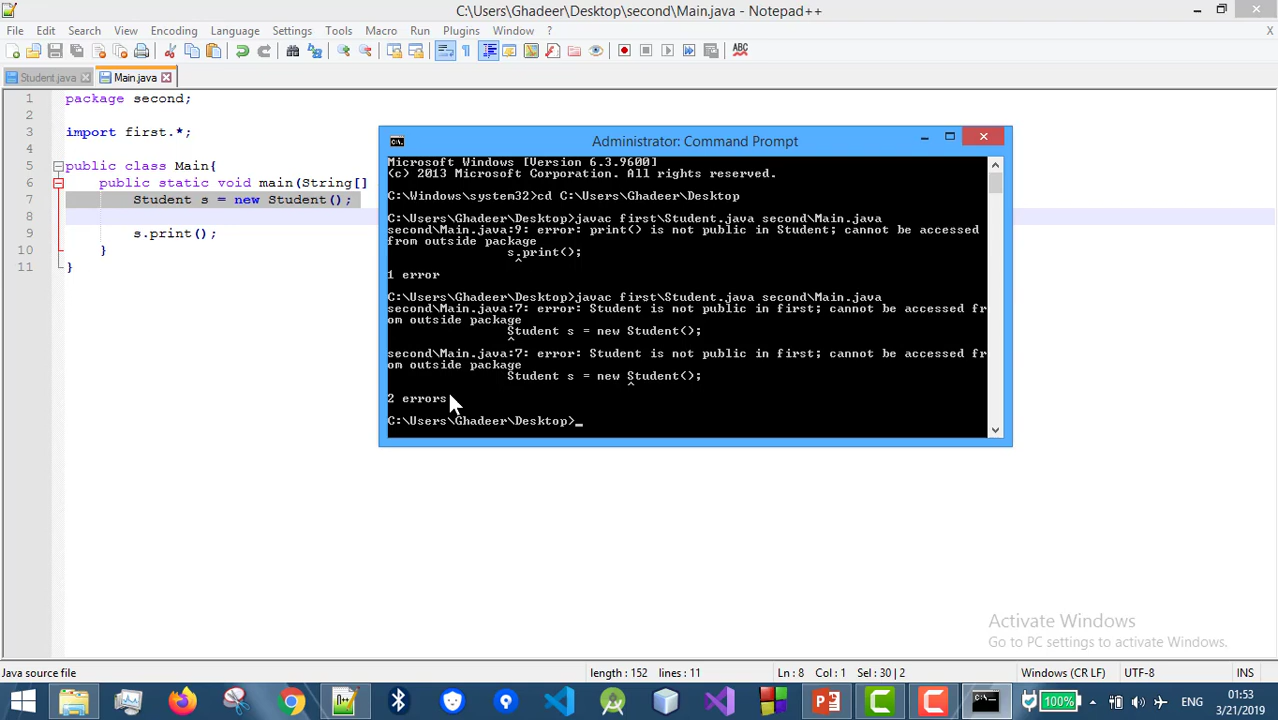 C:\Users\Ghadeer\Desktop\second\Main.java - Notepad++
File Edit Search View Encoding Language Settings Tools Macro Run Plugins Window ? X
ABC
Student.java Main.java
1 package second;
2
3 import first.*;
4
5 public class Main{
6 public static void main(String[]
7 Student s = new Student();
8
9 s.print();
10 }
11 }
Administrator: Command Prompt
Microsoft Windows [Version 6.3.9600]
(c) 2013 Microsoft Corporation. All rights reserved.
C:\Windows\system32>cd C:\Users\Ghadeer\Desktop
C:\Users\Ghadeer\Desktop>javac first\Student.java second\Main.java
second\Main.java:9: error: print() is not public in Student; cannot be accessed
from outside package
s.print();
^
1 error
C:\Users\Ghadeer\Desktop>javac first\Student.java second\Main.java
second\Main.java:7: error: Student is not public in first; cannot be accessed fr
om outside package
Student s = new Student();
^
second\Main.java:7: error: Student is not public in first; cannot be accessed fr
om outside package
Student s = new Student();
^
2 errors
C:\Users\Ghadeer\Desktop>_
Activate Windows
Go to PC settings to activate Windows.
Java source file length : 152 lines : 11 Ln : 8 Col : 1 Sel : 30 | 2 Windows (CR LF) UTF-8 INS
100% ENG
01:53
3/21/2019